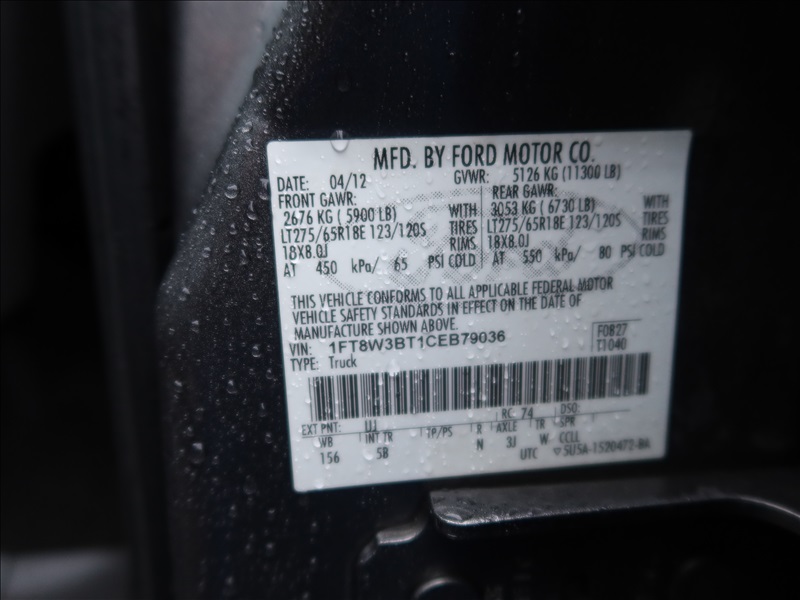 MFD. BY FORD MOTOR CO.
DATE: 04/12 GVWR: 5126 KG (11300 LB)
FRONT GAWR: REAR GAWR:
2676 KG (5900 LB) WITH 3053 KG (6730 LB) WITH
LT275/65R18E 123/120S TIRES LT275/65R18E 123/120S TIRES
18X8.0J RIMS 18X8.0J RIMS
AT 450 kPa/ 65 PSI COLD AT 550 kPa/ 80 PSI COLD
THIS VEHICLE CONFORMS TO ALL APPLICABLE FEDERAL MOTOR
VEHICLE SAFETY STANDARDS IN EFFECT ON THE DATE OF
MANUFACTURE SHOWN ABOVE.
VIN: 1FT8W3BT1CEB79036 F0827
TYPE: Truck T1040
RC: 74 DSO:
EXT PNT: UJ
WB INT TR TP/PS R AXLE TR SPR
156 5B N 3J W CCLL
UTC ▽5U5A-1520472-BA